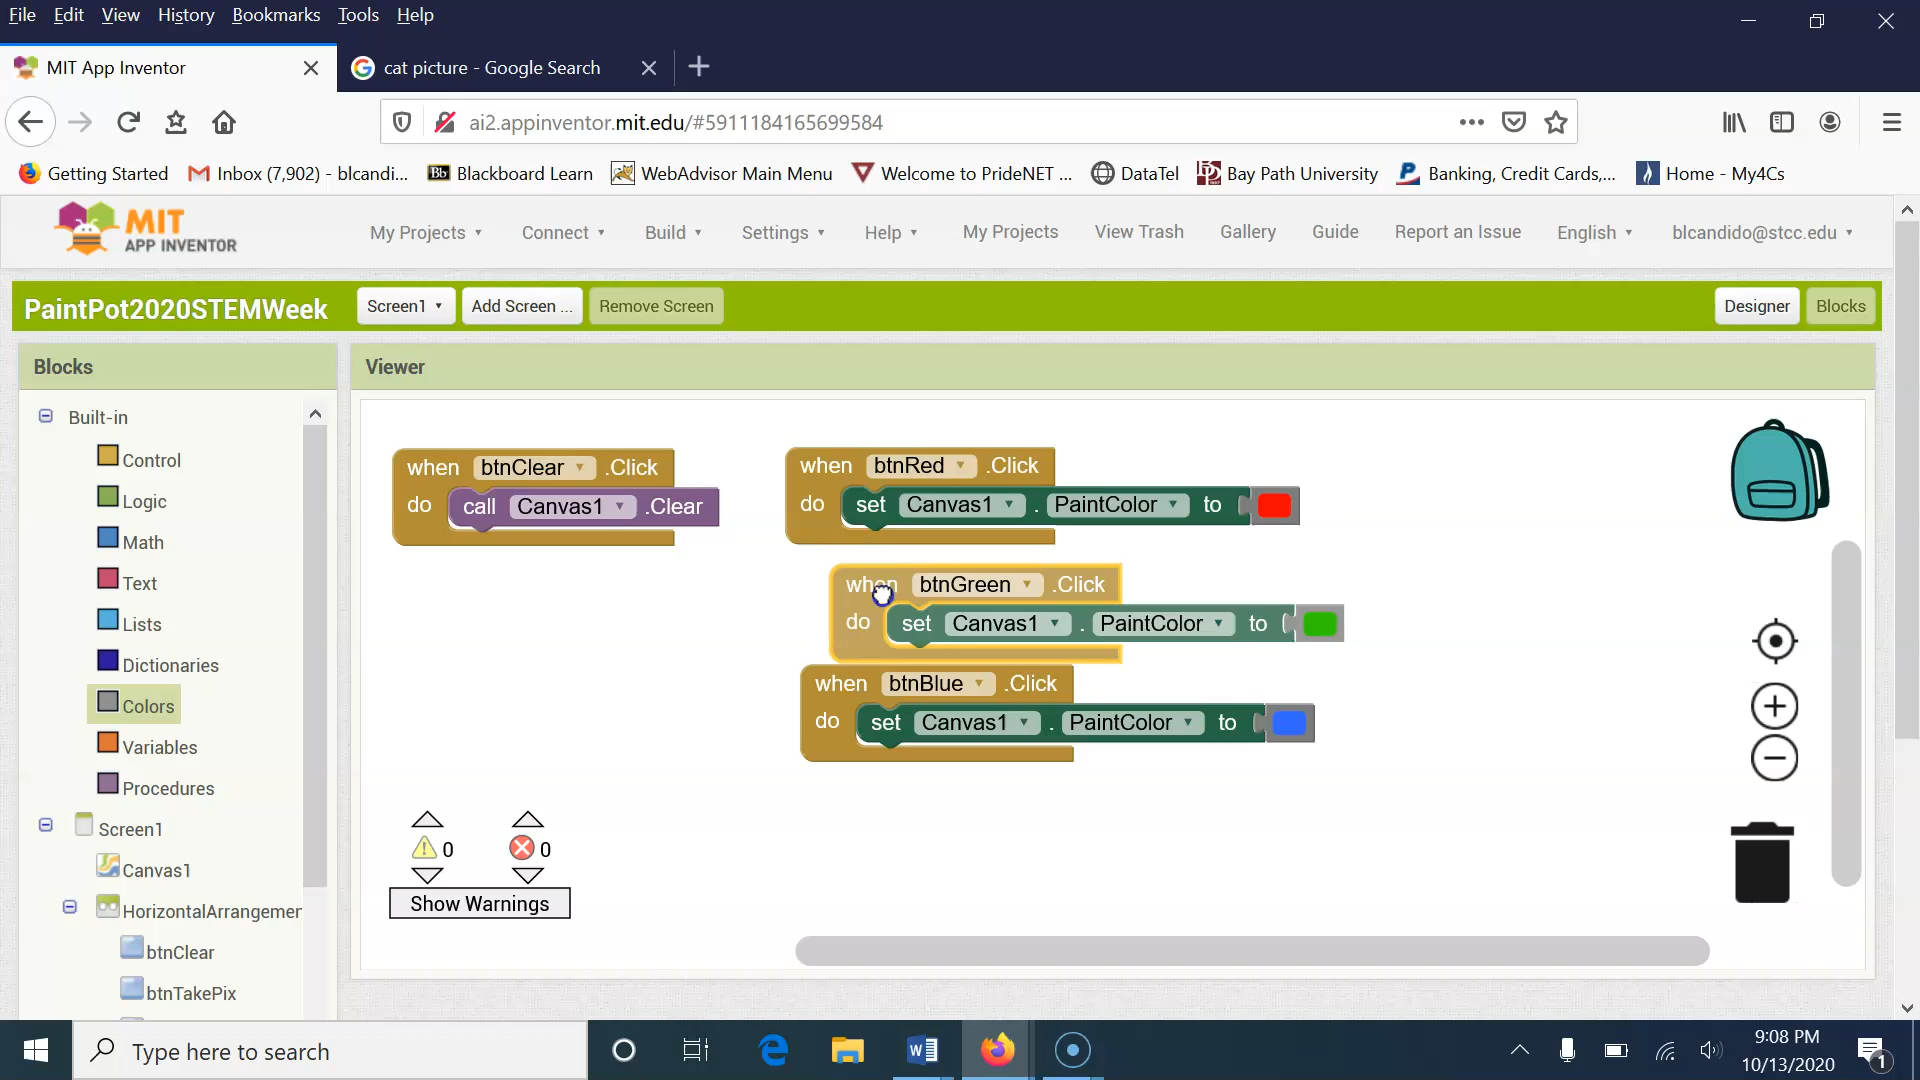 File Edit View History Bookmarks Tools Help
MIT App Inventor
cat picture - Google Search
ai2.appinventor.mit.edu/#5911184165699584
Getting Started
Inbox (7,902) - blcandi...
Bb Blackboard Learn
WebAdvisor Main Menu
Welcome to PrideNET ...
DataTel
Bay Path University
Banking, Credit Cards,...
Home - My4Cs
MIT
APP INVENTOR
My Projects Connect Build Settings Help My Projects View Trash Gallery Guide Report an Issue English blcandido@stcc.edu
PaintPot2020STEMWeek
Screen1 Add Screen ... Remove Screen
Designer Blocks
Blocks
Viewer
Built-in
Control
Logic
Math
Text
Lists
Dictionaries
Colors
Variables
Procedures
Screen1
Canvas1
HorizontalArrangemer
btnClear
btnTakePix
when btnClear .Click
do call Canvas1 .Clear
when btnRed .Click
do set Canvas1 . PaintColor to
when btnGreen .Click
do set Canvas1 . PaintColor to
when btnBlue .Click
do set Canvas1 . PaintColor to
0 0
Show Warnings
Type here to search
9:08 PM
10/13/2020
1